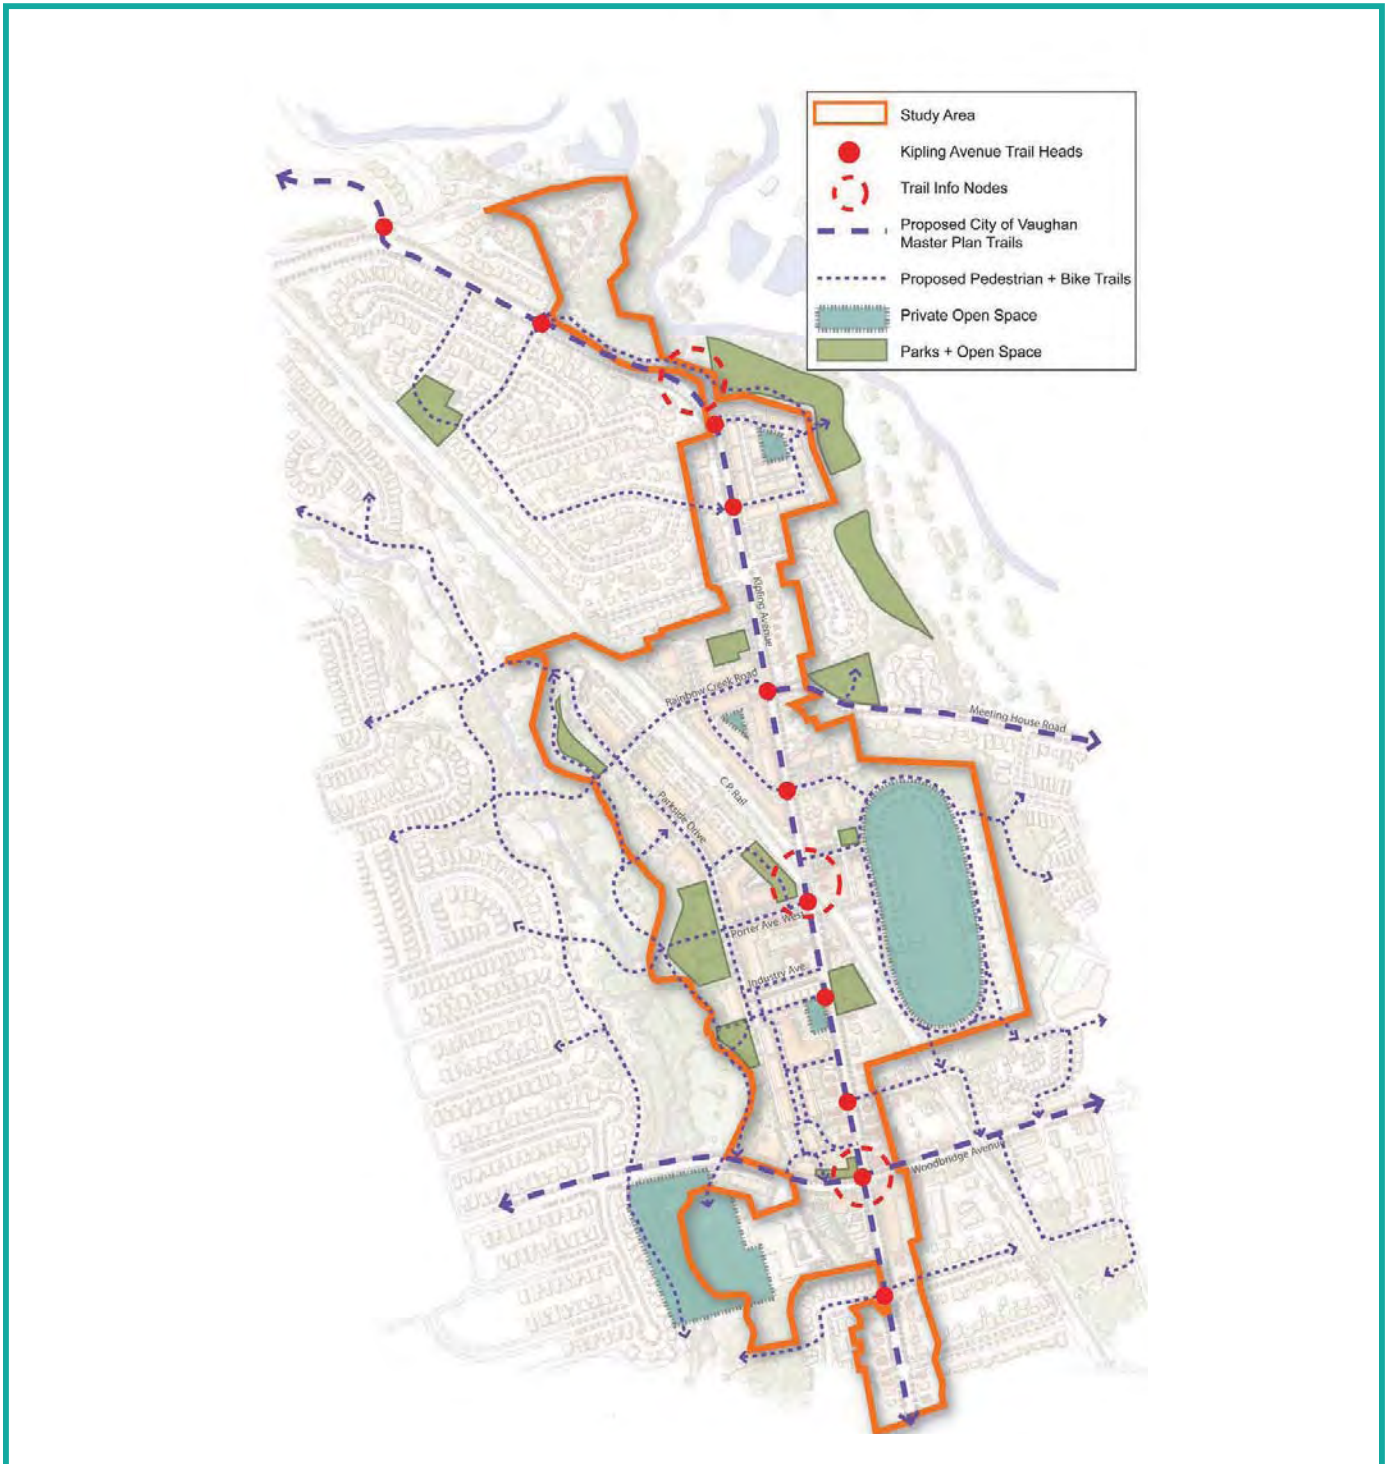 Study Area
Kipling Avenue Trail Heads
Trail Info Nodes
Proposed City of Vaughan
Master Plan Trails
Proposed Pedestrian + Bike Trails
Private Open Space
Parks + Open Space
Kipling Avenue
Rainbow Creek Road
Meeting House Road
C.P. Rail
Parkside Drive
Porter Ave. West
Industry Ave.
Woodbridge Avenue